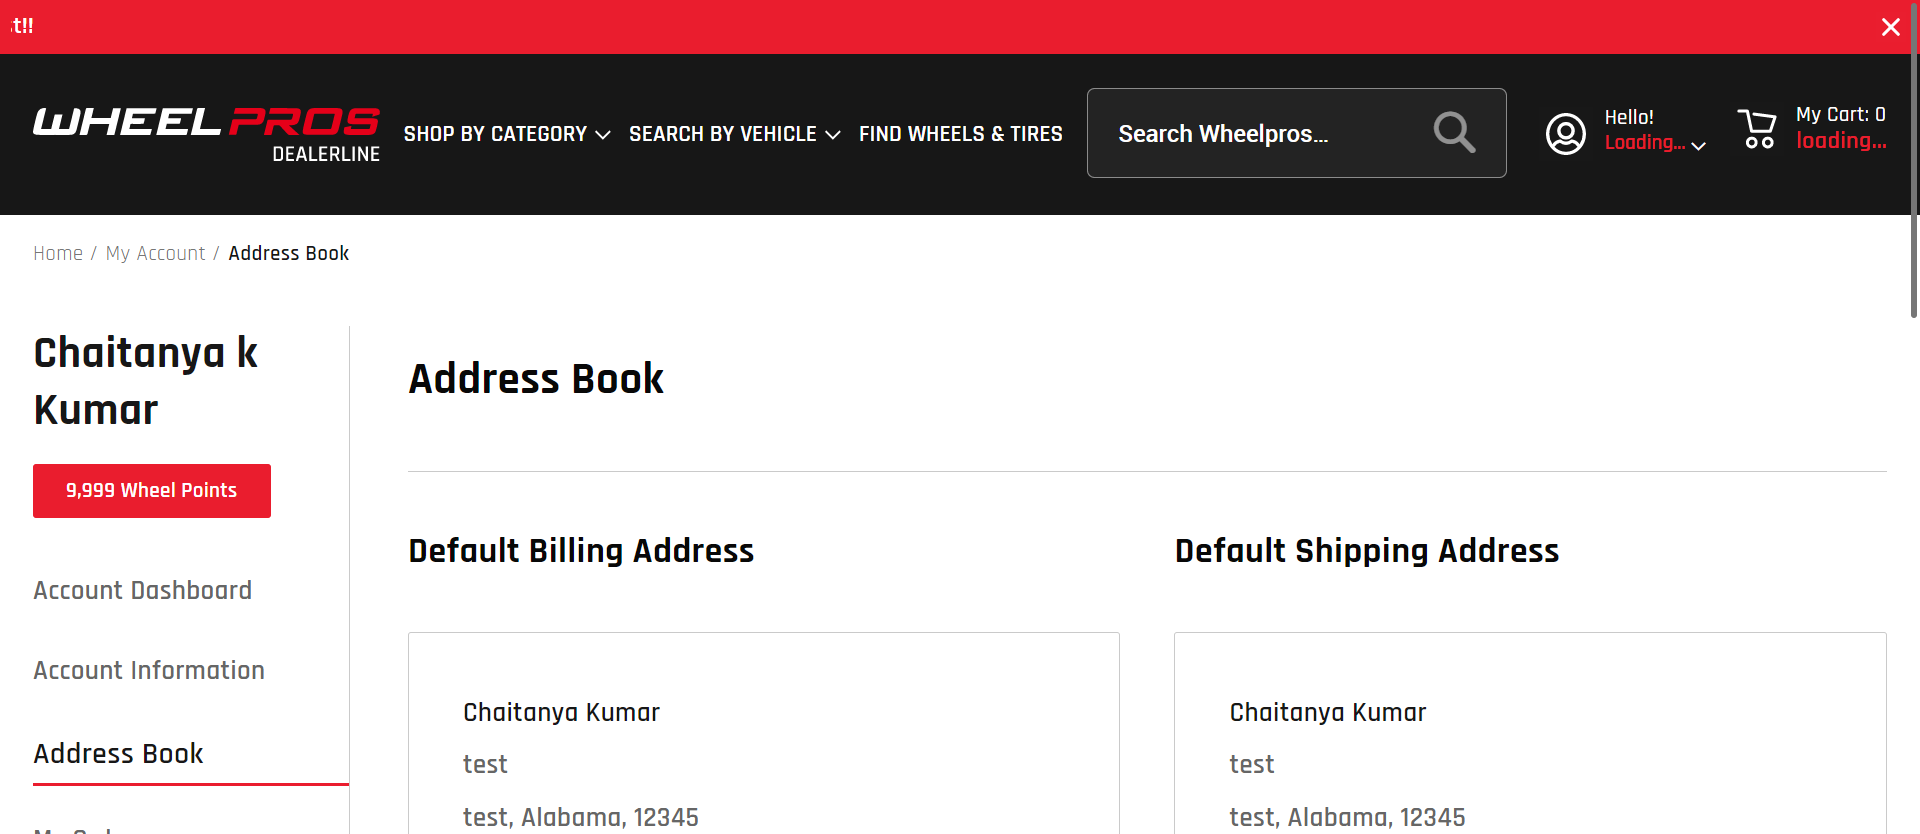 t!!
WHEEL PROS
DEALERLINE
SHOP BY CATEGORY
SEARCH BY VEHICLE
FIND WHEELS & TIRES
Search Wheelpros...
Hello!
Loading...
My Cart: 0
loading...
Home / My Account / Address Book
Chaitanya k
Kumar
9,999 Wheel Points
Account Dashboard
Account Information
Address Book
Address Book
Default Billing Address
Chaitanya Kumar
test
test, Alabama, 12345
Default Shipping Address
Chaitanya Kumar
test
test, Alabama, 12345